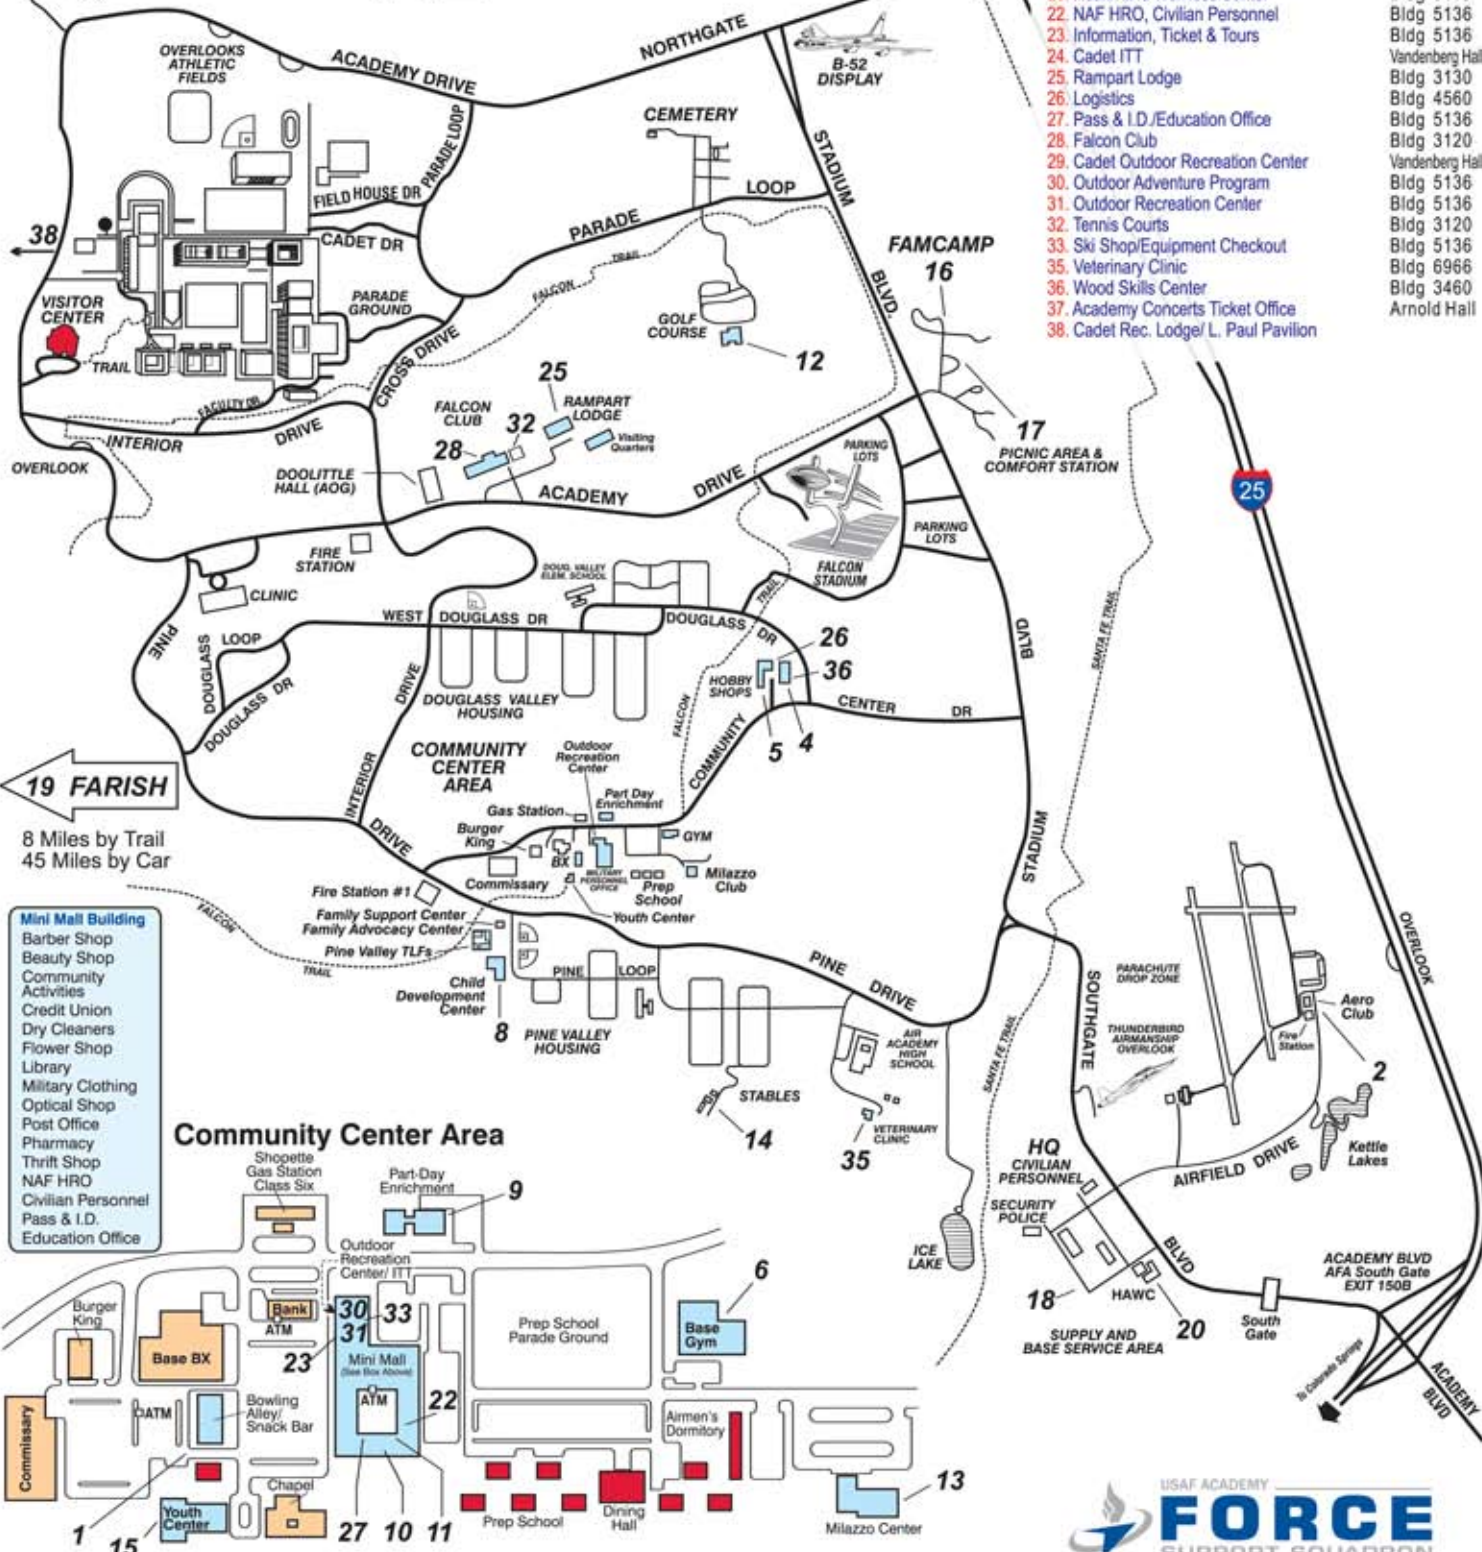 22. NAF HRO, Civilian Personnel Bldg 5136
23. Information, Ticket & Tours Bldg 5136
24. Cadet ITT Vandenberg Hall
25. Rampart Lodge Bldg 3130
26. Logistics Bldg 4560
27. Pass & I.D./Education Office Bldg 5136
28. Falcon Club Bldg 3120
29. Cadet Outdoor Recreation Center Vandenberg Hall
30. Outdoor Adventure Program Bldg 5136
31. Outdoor Recreation Center Bldg 5136
32. Tennis Courts Bldg 3120
33. Ski Shop/Equipment Checkout Bldg 5136
35. Veterinary Clinic Bldg 6966
36. Wood Skills Center Bldg 3460
37. Academy Concerts Ticket Office Arnold Hall
38. Cadet Rec. Lodge/ L. Paul Pavilion
OVERLOOKS
ATHLETIC
FIELDS
ACADEMY DRIVE
NORTHGATE
B-52
DISPLAY
CEMETERY
STADIUM
BLVD.
PARADE LOOP
FIELD HOUSE DR
CADET DR
PARADE
LOOP
38
VISITOR
CENTER
TRAIL
PARADE
GROUND
FALCON
TRAIL
GOLF
COURSE
12
FAMCAMP
16
17
PICNIC AREA &
COMFORT STATION
25
CROSS DRIVE
FACULTY DR.
INTERIOR
DRIVE
OVERLOOK
25
RAMPART
LODGE
FALCON
CLUB
32
28
Visiting
Quarters
DOOLITTLE
HALL (AOG)
ACADEMY
DRIVE
PARKING
LOTS
PARKING
LOTS
FALCON
STADIUM
FIRE
STATION
CLINIC
DOUG. VALLEY
ELEM. SCHOOL
TRAIL
WEST DOUGLASS DR
DOUGLASS
DR
PINE
DOUGLASS
LOOP
DOUGLASS DR
INTERIOR
DRIVE
DOUGLASS VALLEY
HOUSING
HOBBY
SHOPS
26
36
5
4
FALCON
COMMUNITY
CENTER
DR
BLVD
SANTA FE TRAIL
19 FARISH
8 Miles by Trail
45 Miles by Car
COMMUNITY
CENTER
AREA
Outdoor
Recreation
Center
Part Day
Enrichment
Gas Station
Burger
King
BX
GYM
Commissary
MILITARY
PERSONNEL
OFFICE
Prep
School
Milazzo
Club
Youth Center
DRIVE
STADIUM
Fire Station #1
Family Support Center
Family Advocacy Center
Pine Valley TLFs
FALCON
TRAIL
Child
Development
Center
8
PINE LOOP
PINE VALLEY
HOUSING
PINE
DRIVE
STABLES
14
AIR
ACADEMY
HIGH
SCHOOL
VETERINARY
CLINIC
35
SANTA FE TRAIL
ICE
LAKE
SOUTHGATE
BLVD
PARACHUTE
DROP ZONE
THUNDERBIRD
AIRMANSHIP
OVERLOOK
Aero
Club
Fire
Station
2
OVERLOOK
Kettle
Lakes
AIRFIELD DRIVE
HQ
CIVILIAN
PERSONNEL
SECURITY
POLICE
18
HAWC
20
SUPPLY AND
BASE SERVICE AREA
South
Gate
ACADEMY BLVD
AFA South Gate
EXIT 150B
To Colorado Springs
ACADEMY
BLVD
Mini Mall Building
Barber Shop
Beauty Shop
Community
Activities
Credit Union
Dry Cleaners
Flower Shop
Library
Military Clothing
Optical Shop
Post Office
Pharmacy
Thrift Shop
NAF HRO
Civilian Personnel
Pass & I.D.
Education Office
Community Center Area
Shopette
Gas Station
Class Six
Part-Day
Enrichment
9
Outdoor
Recreation
Center/ ITT
Burger
King
Bank
ATM
30
31
33
23
Base BX
Mini Mall
(See Box Above)
ATM
22
Prep School
Parade Ground
Base
Gym
6
Commissary
ATM
Bowling
Alley/
Snack Bar
Airmen's
Dormitory
1
15
Youth
Center
Chapel
27
10
11
Prep School
Dining
Hall
Milazzo Center
13
USAF ACADEMY
FORCE
SUPPORT SQUADRON